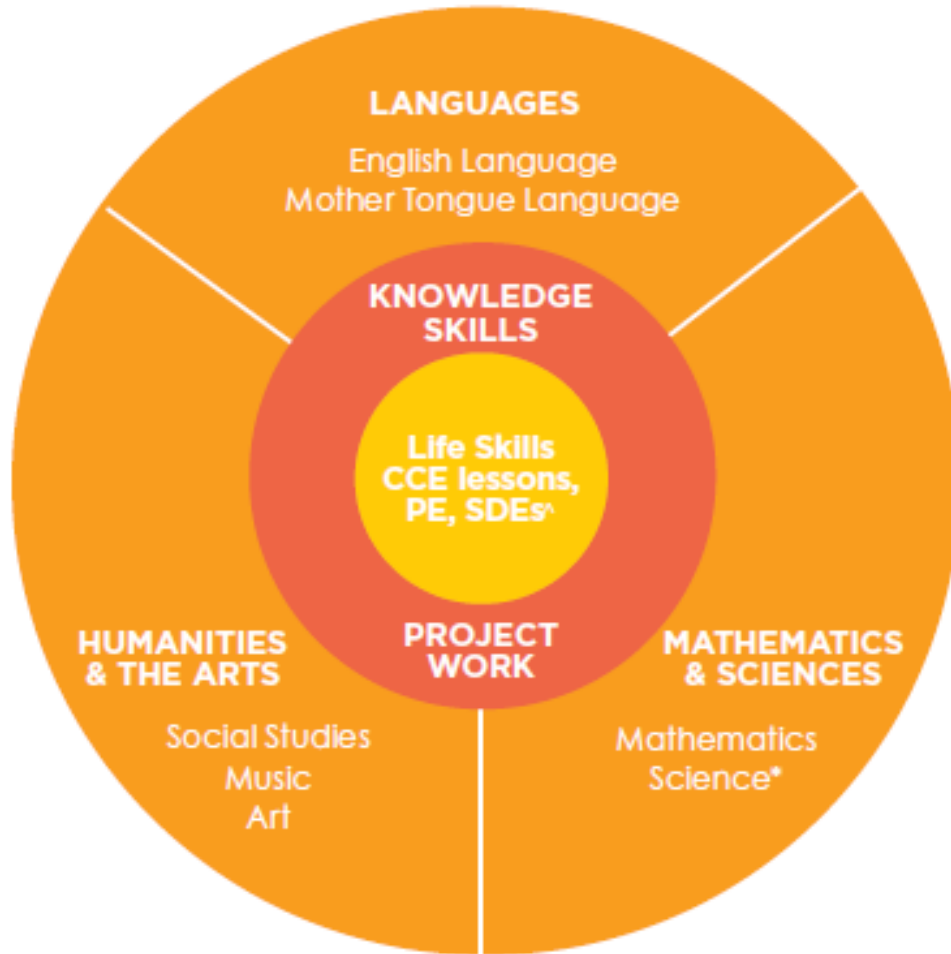 LANGUAGES
English Language
Mother Tongue Language
KNOWLEDGE
SKILLS
Life Skills
CCE lessons,
PE, SDEs^
PROJECT
WORK
HUMANITIES
& THE ARTS
Social Studies
Music
Art
MATHEMATICS
& SCIENCES
Mathematics
Science*